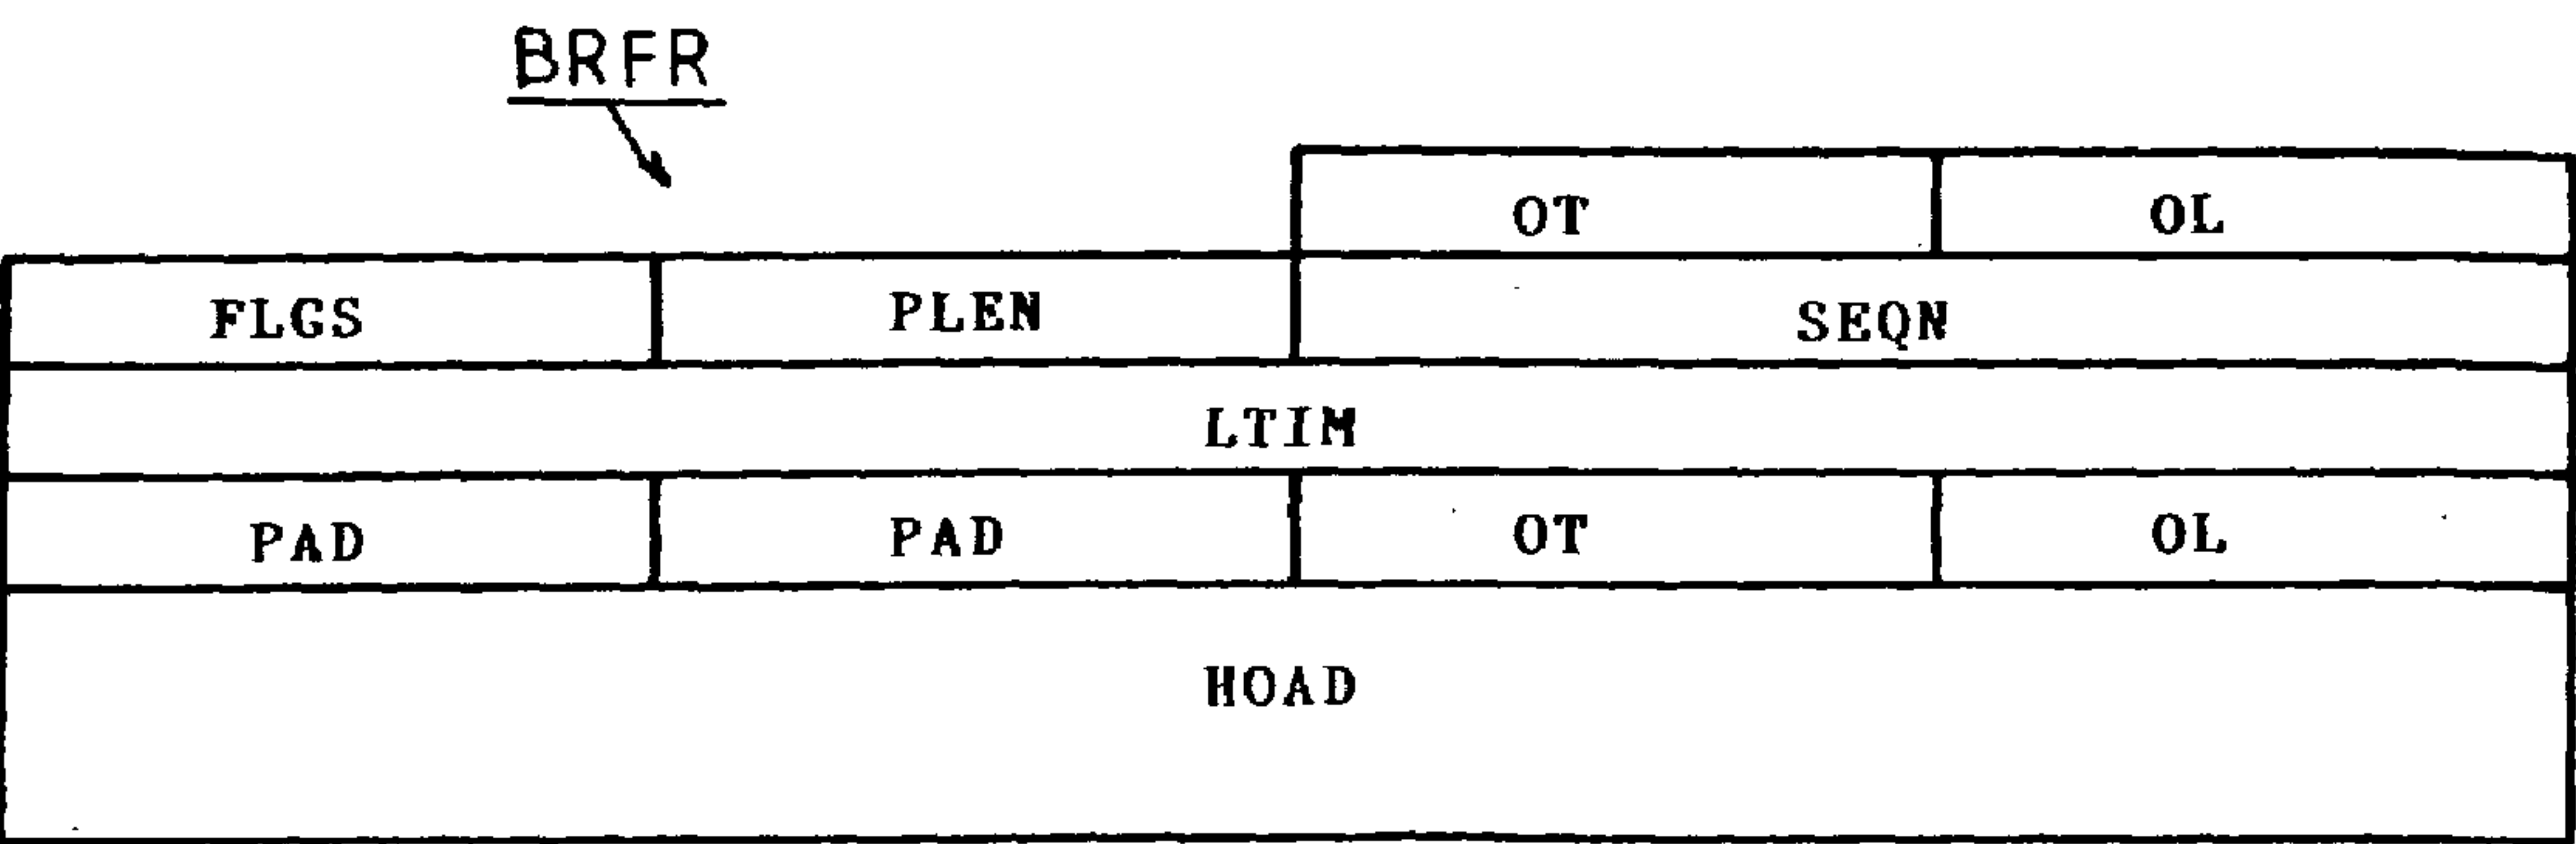 BRFR
OT OL
FLGS PLEN SEQN
LTIM
PAD PAD OT OL
HOAD